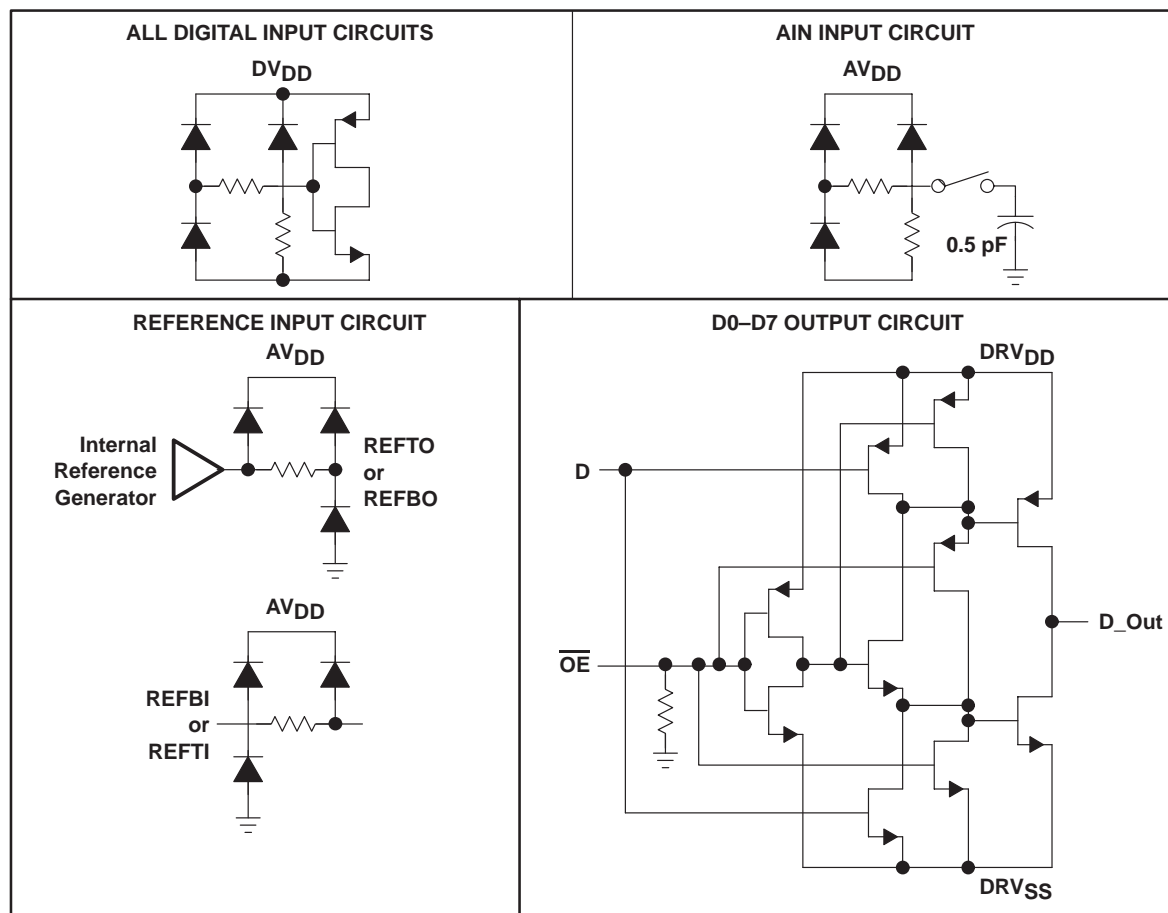 ALL DIGITAL INPUT CIRCUITS
DVDD
AIN INPUT CIRCUIT
AVDD
0.5 pF
REFERENCE INPUT CIRCUIT
AVDD
Internal
Reference
Generator
REFTO
or
REFBO
AVDD
REFBI
or
REFTI
D0–D7 OUTPUT CIRCUIT
DRVDD
D
D_Out
OE
DRVSS